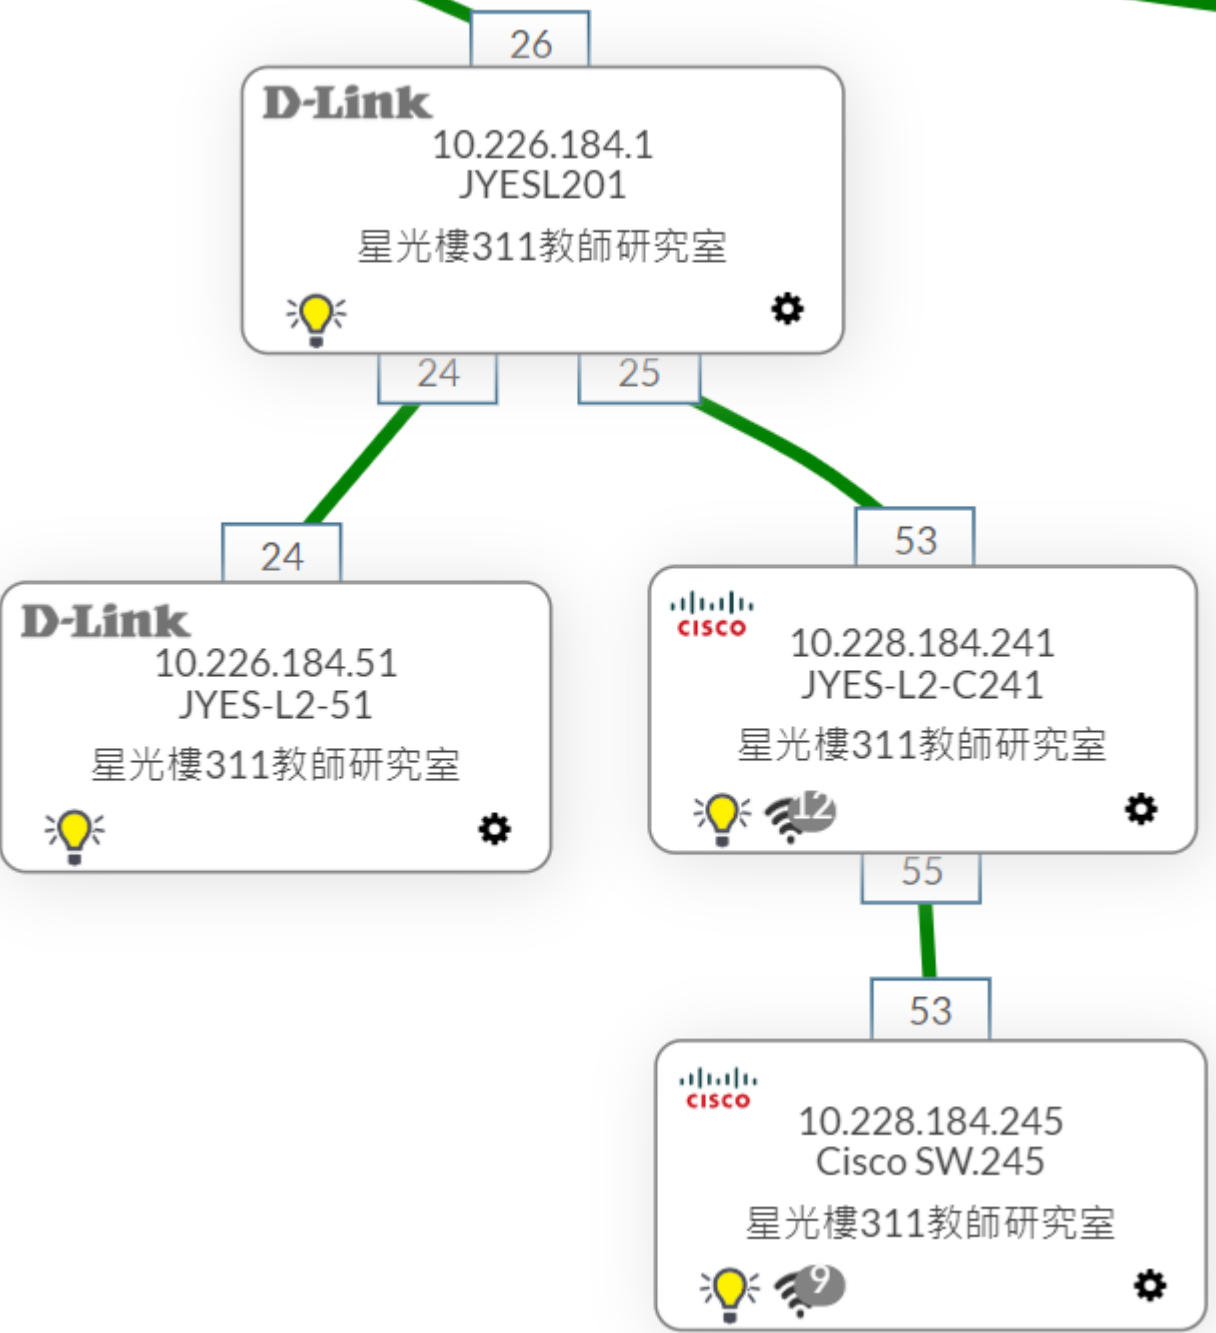 26
D-Link
10.226.184.1
JYESL201
星光樓311教師研究室
24
25
24
D-Link
10.226.184.51
JYES-L2-51
星光樓311教師研究室
53
CISCO
10.228.184.241
JYES-L2-C241
星光樓311教師研究室
12
55
53
CISCO
10.228.184.245
Cisco SW.245
星光樓311教師研究室
9